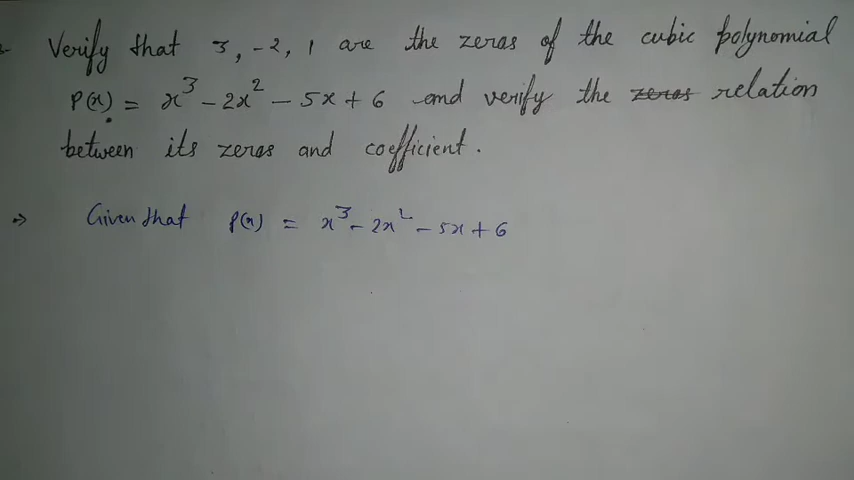 Verify that 3, -2, 1 are the zeros of the cubic polynomial
P(x) = x³ - 2x² - 5x + 6 and verify the ~~zeros~~ relation
between its zeros and coefficient.
⇒ Given that P(x) = x³ - 2x² - 5x + 6